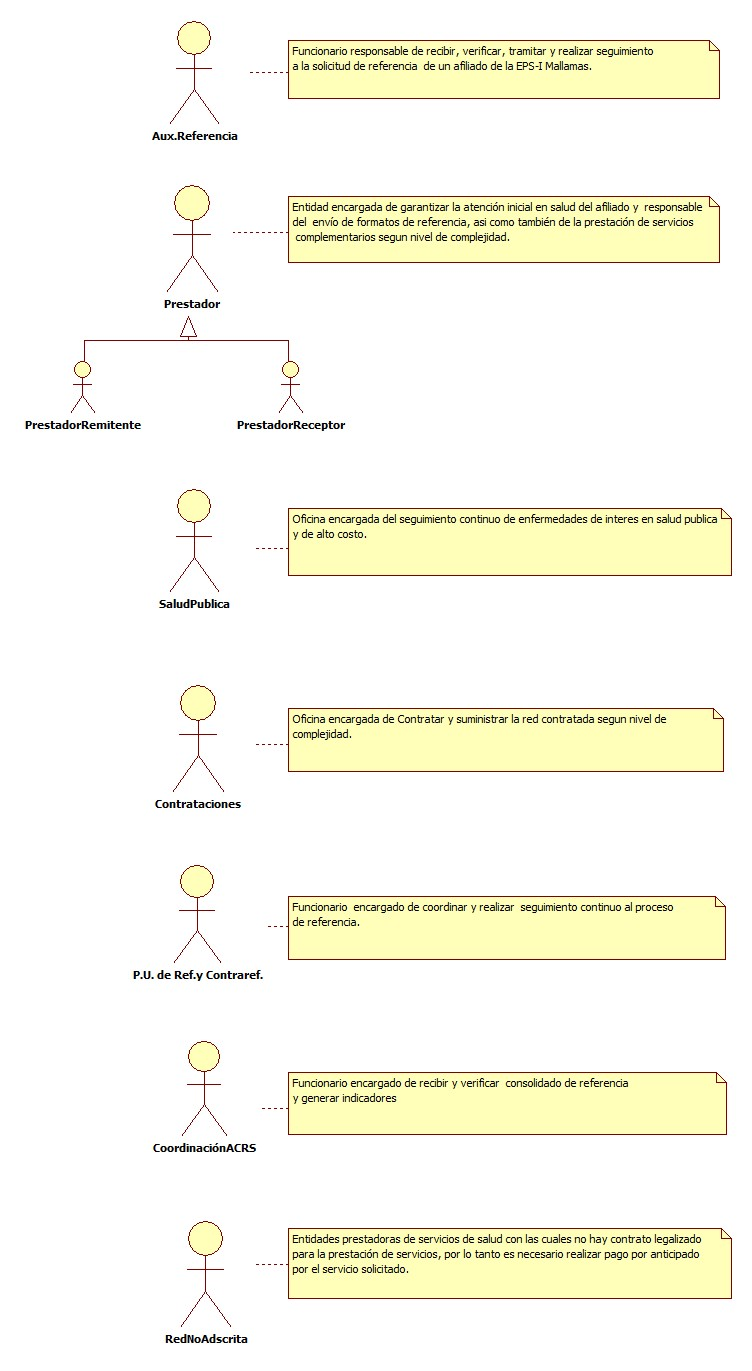 Funcionario responsable de recibir, verificar, tramitar y realizar seguimiento
a la solicitud de referencia de un afiliado de la EPS-I Mallamas.
Aux.Referencia
Entidad encargada de garantizar la atención inicial en salud del afiliado y responsable
del envío de formatos de referencia, asi como también de la prestación de servicios
complementarios segun nivel de complejidad.
Prestador
PrestadorRemitente
PrestadorReceptor
Oficina encargada del seguimiento continuo de enfermedades de interes en salud publica
y de alto costo.
SaludPublica
Oficina encargada de Contratar y suministrar la red contratada segun nivel de
complejidad.
Contrataciones
Funcionario encargado de coordinar y realizar seguimiento continuo al proceso
de referencia.
P.U. de Ref.y Contraref.
Funcionario encargado de recibir y verificar consolidado de referencia
y generar indicadores
CoordinaciónACRS
Entidades prestadoras de servicios de salud con las cuales no hay contrato legalizado
para la prestación de servicios, por lo tanto es necesario realizar pago por anticipado
por el servicio solicitado.
RedNoAdscrita